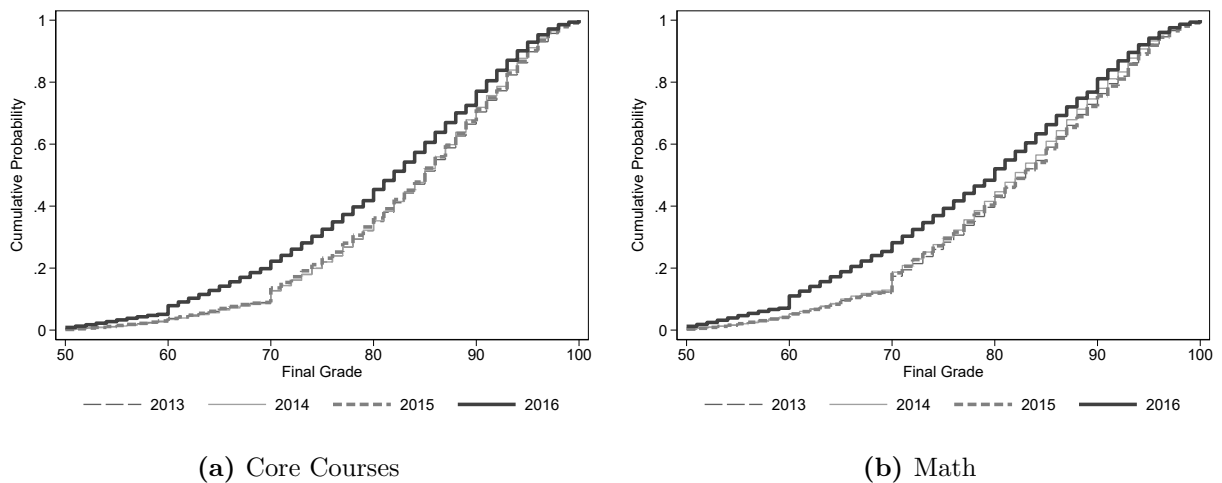 1
.8
.6
.4
.2
0
Cumulative Probability
50 60 70 80 90 100
Final Grade
2013 2014 2015 2016
(a) Core Courses
1
.8
.6
.4
.2
0
Cumulative Probability
50 60 70 80 90 100
Final Grade
2013 2014 2015 2016
(b) Math